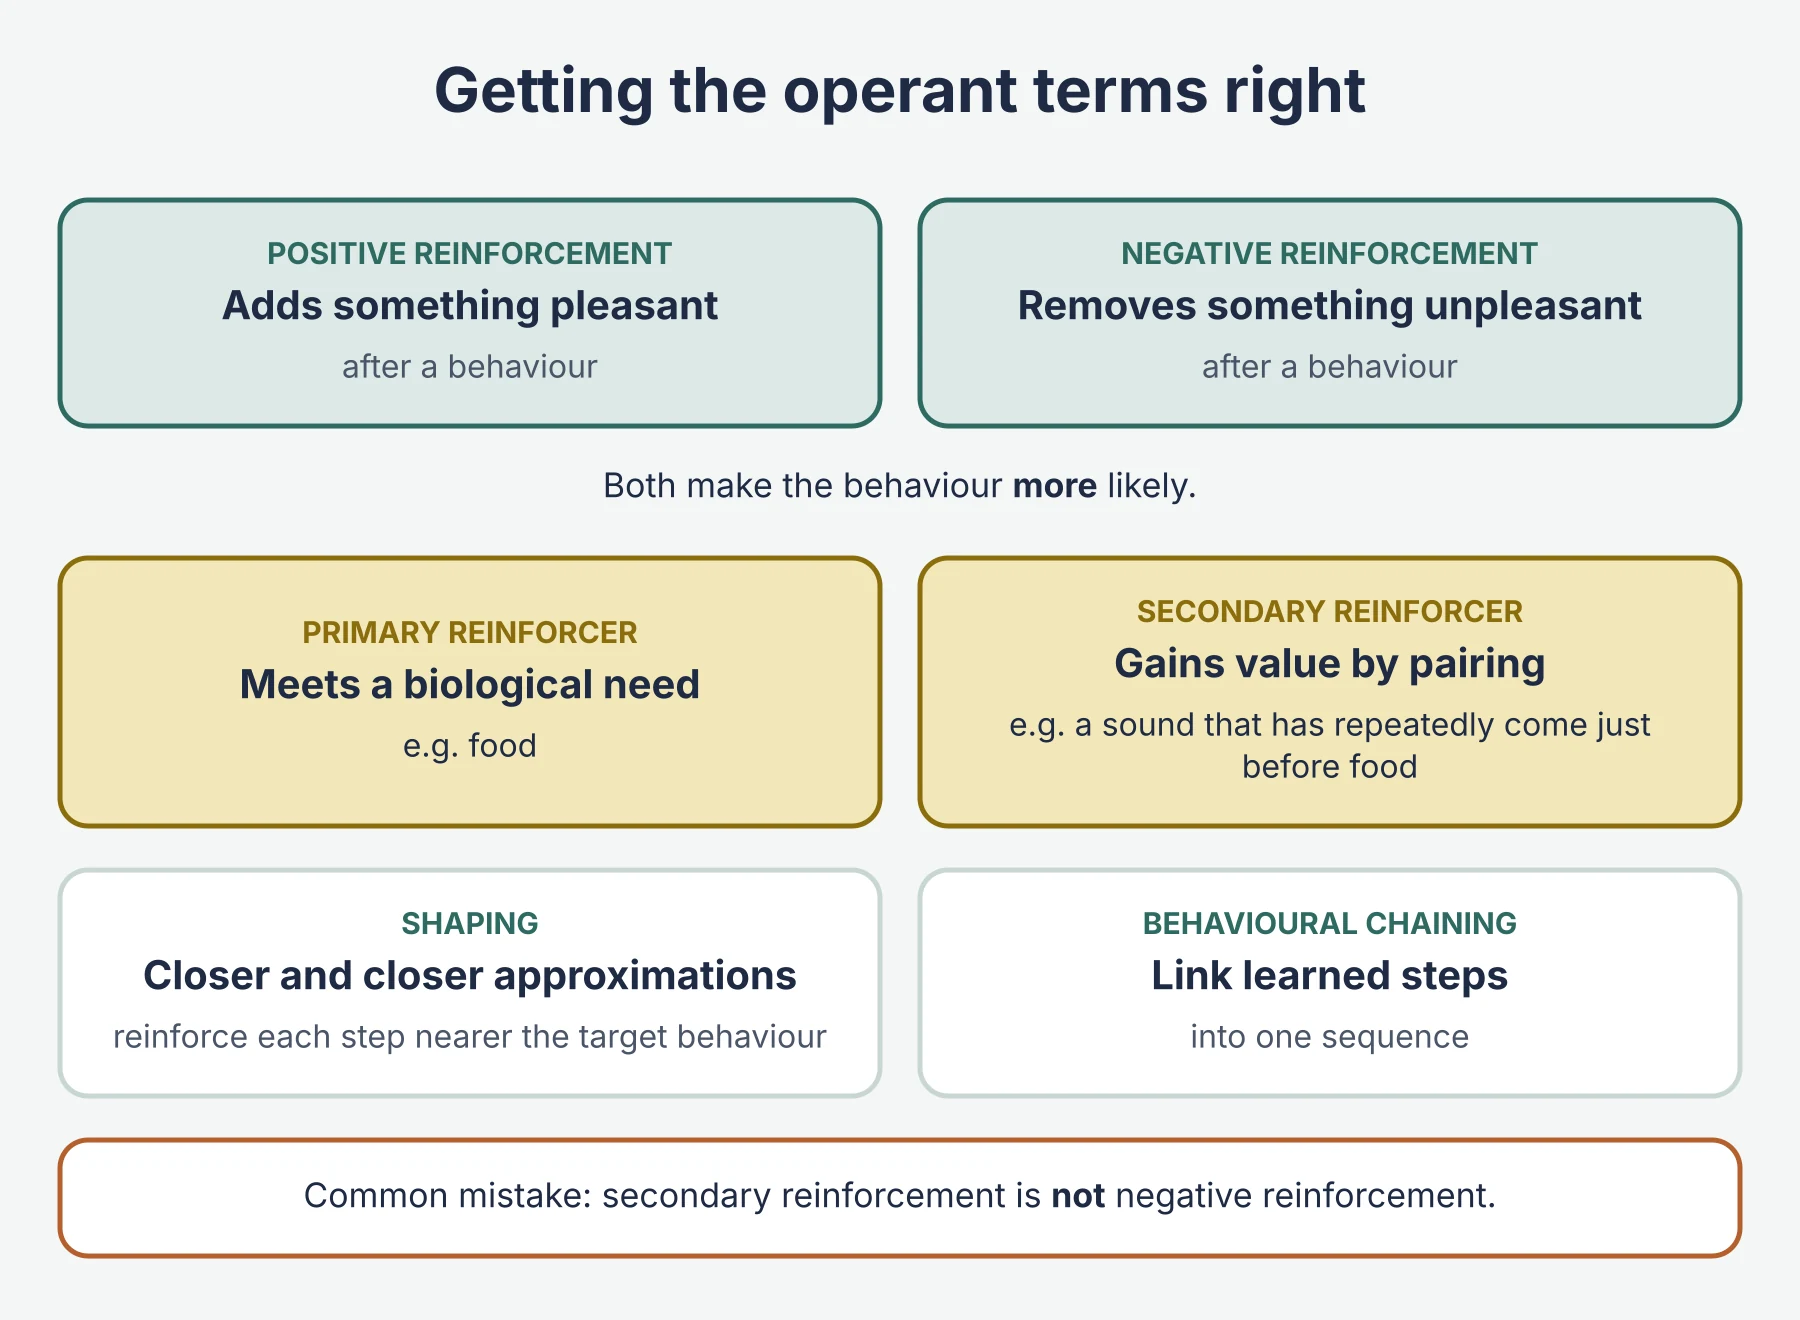 Getting the operant terms right
POSITIVE REINFORCEMENT
Adds something pleasant
after a behaviour
NEGATIVE REINFORCEMENT
Removes something unpleasant
after a behaviour
Both make the behaviour more likely.
PRIMARY REINFORCER
Meets a biological need
e.g. food
SECONDARY REINFORCER
Gains value by pairing
e.g. a sound that has repeatedly come just
before food
SHAPING
Closer and closer approximations
reinforce each step nearer the target behaviour
BEHAVIOURAL CHAINING
Link learned steps
into one sequence
Common mistake: secondary reinforcement is not negative reinforcement.